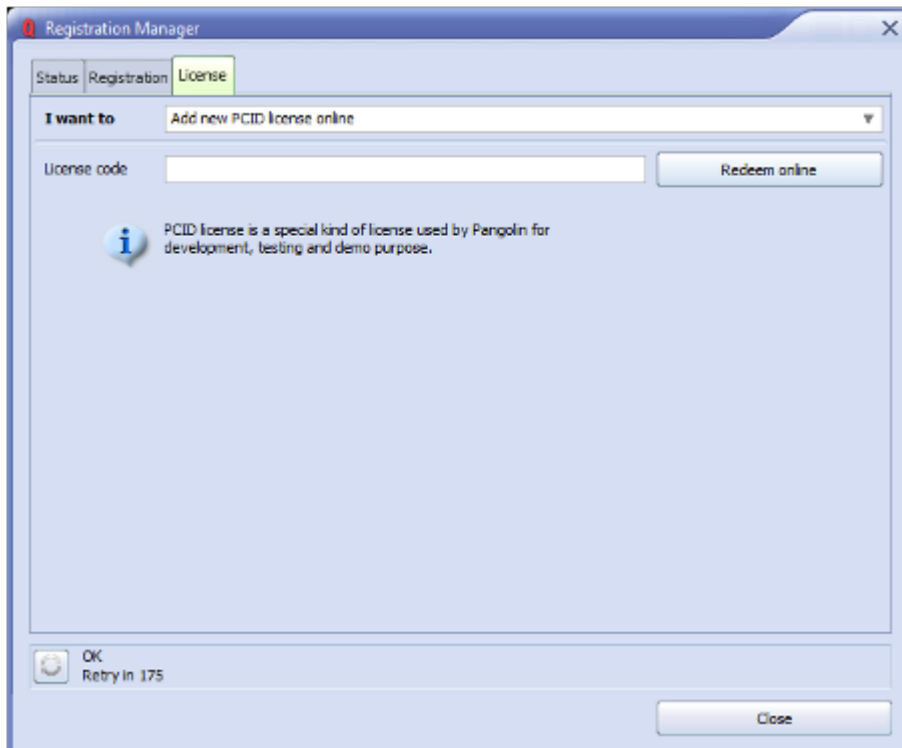 Registration Manager
Status Registration License
I want to Add new PCID license online
License code Redeem online
PCID license is a special kind of license used by Pangolin for
development, testing and demo purpose.
OK
Retry in 175
Close